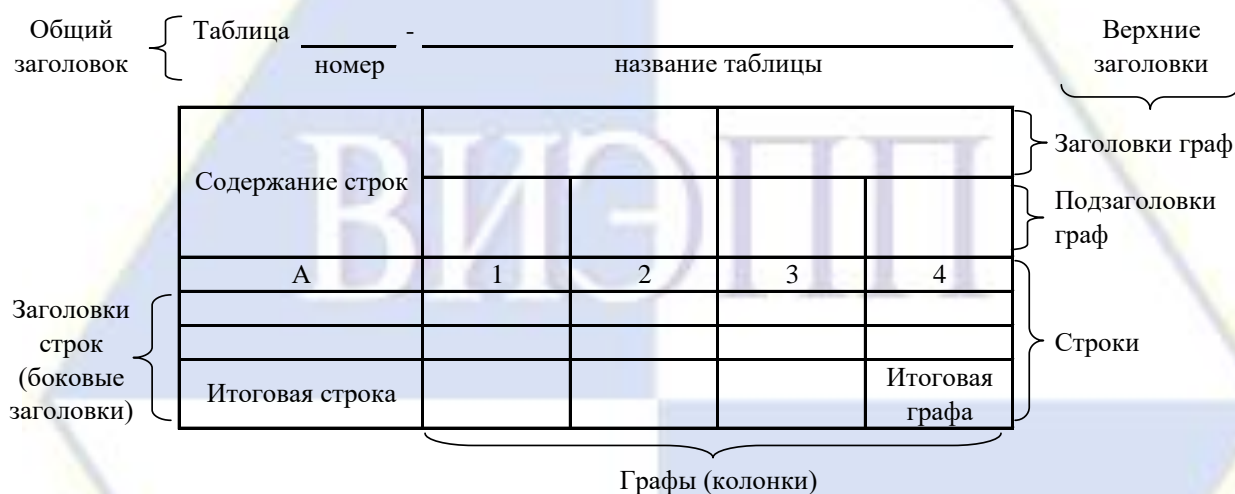 Общий
заголовок
Таблица -
номер
название таблицы
Верхние
заголовки
Содержание строк
Заголовки граф
Подзаголовки
граф
А 1 2 3 4
Заголовки
строк
(боковые
заголовки)
Строки
Итоговая строка
Итоговая
графа
Графы (колонки)
ВИЭПП